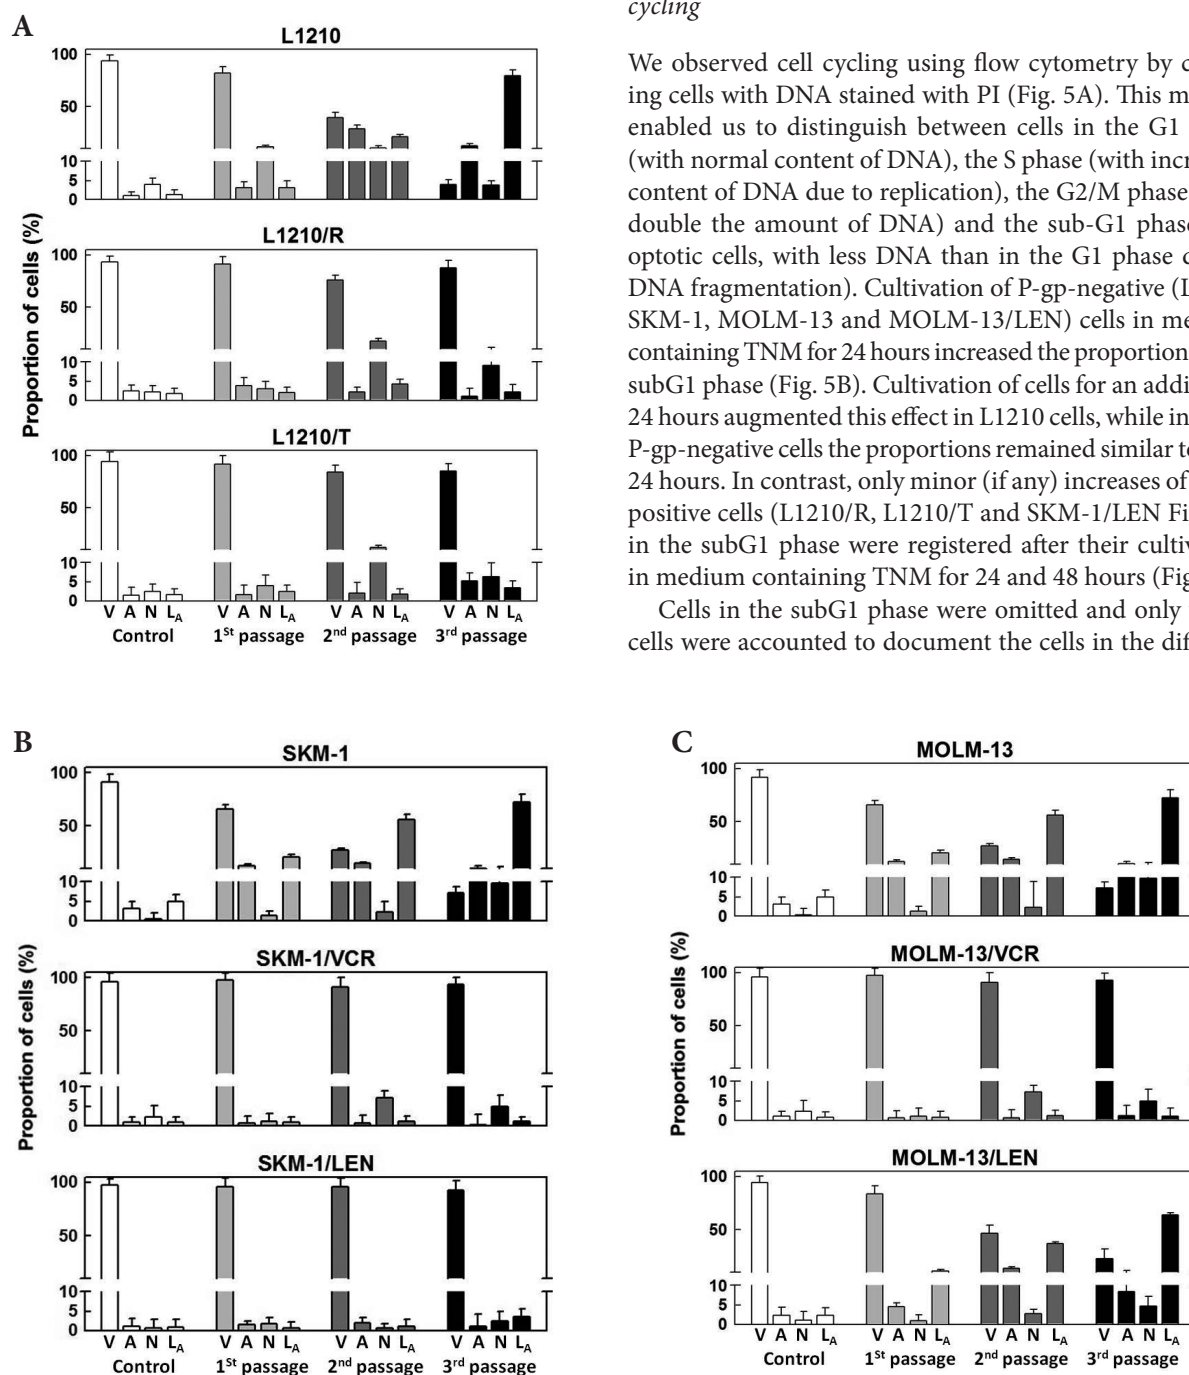 cycling
We observed cell cycling using flow cytometry by c
ing cells with DNA stained with PI (Fig. 5A). This m
enabled us to distinguish between cells in the G1
(with normal content of DNA), the S phase (with incr
content of DNA due to replication), the G2/M phase
double the amount of DNA) and the sub-G1 phase
optotic cells, with less DNA than in the G1 phase c
DNA fragmentation). Cultivation of P-gp-negative (L
SKM-1, MOLM-13 and MOLM-13/LEN) cells in me
containing TNM for 24 hours increased the proportion
subG1 phase (Fig. 5B). Cultivation of cells for an addi
24 hours augmented this effect in L1210 cells, while in
P-gp-negative cells the proportions remained similar to
24 hours. In contrast, only minor (if any) increases of
positive cells (L1210/R, L1210/T and SKM-1/LEN Fi
in the subG1 phase were registered after their cultiv
in medium containing TNM for 24 and 48 hours (Fig
Cells in the subG1 phase were omitted and only
cells were accounted to document the cells in the dif
A
L1210
100
50
10
5
0
L1210/R
100
50
10
5
0
L1210/T
100
50
10
5
0
Proportion of cells (%)
V A N LA V A N LA V A N LA V A N LA
Control 1St passage 2nd passage 3rd passage
B
SKM-1
100
50
10
5
0
SKM-1/VCR
100
50
10
5
0
SKM-1/LEN
100
50
10
5
0
Proportion of cells (%)
V A N LA V A N LA V A N LA V A N LA
Control 1St passage 2nd passage 3rd passage
C
MOLM-13
100
50
10
5
0
MOLM-13/VCR
100
50
10
5
0
MOLM-13/LEN
100
50
10
5
0
Proportion of cells (%)
V A N LA V A N LA V A N LA V A N LA
Control 1St passage 2nd passage 3rd passage